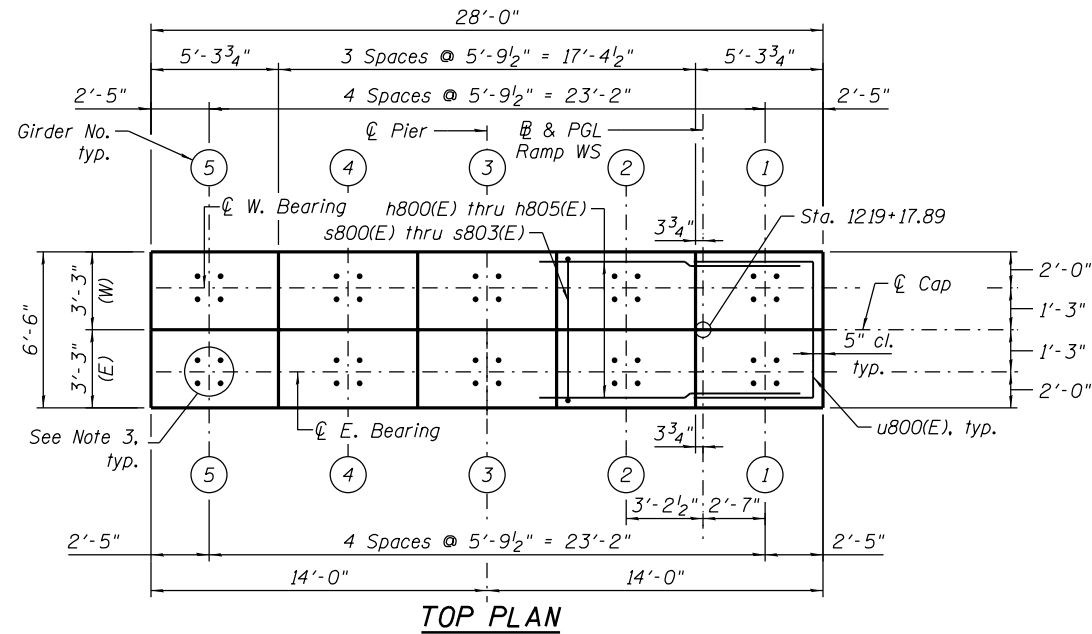 28'-0"
5'-3¾"
3 Spaces @ 5'-9½" = 17'-4½"
5'-3¾"
2'-5"
4 Spaces @ 5'-9½" = 23'-2"
2'-5"
Girder No.
typ.
℄ Pier
B̶L̶ & PGL
Ramp WS
5
4
3
2
1
℄ W. Bearing
h800(E) thru h805(E)
s800(E) thru s803(E)
3¾"
Sta. 1219+17.89
6'-6"
3'-3"
(W)
3'-3"
(E)
2'-0"
℄ Cap
1'-3"
1'-3"
5" cl.
typ.
2'-0"
See Note 3,
typ.
℄ E. Bearing
3¾"
u800(E), typ.
5
4
3
2
1
3'-2½"
2'-7"
2'-5"
4 Spaces @ 5'-9½" = 23'-2"
2'-5"
14'-0"
14'-0"
TOP PLAN